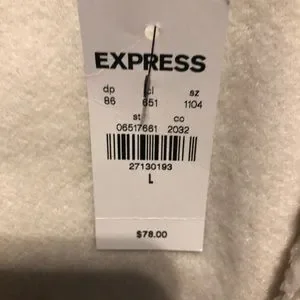 EXPRESS
dp cl sz
86 651 1104
st co
06517661 2032
27130193
L
$78.00